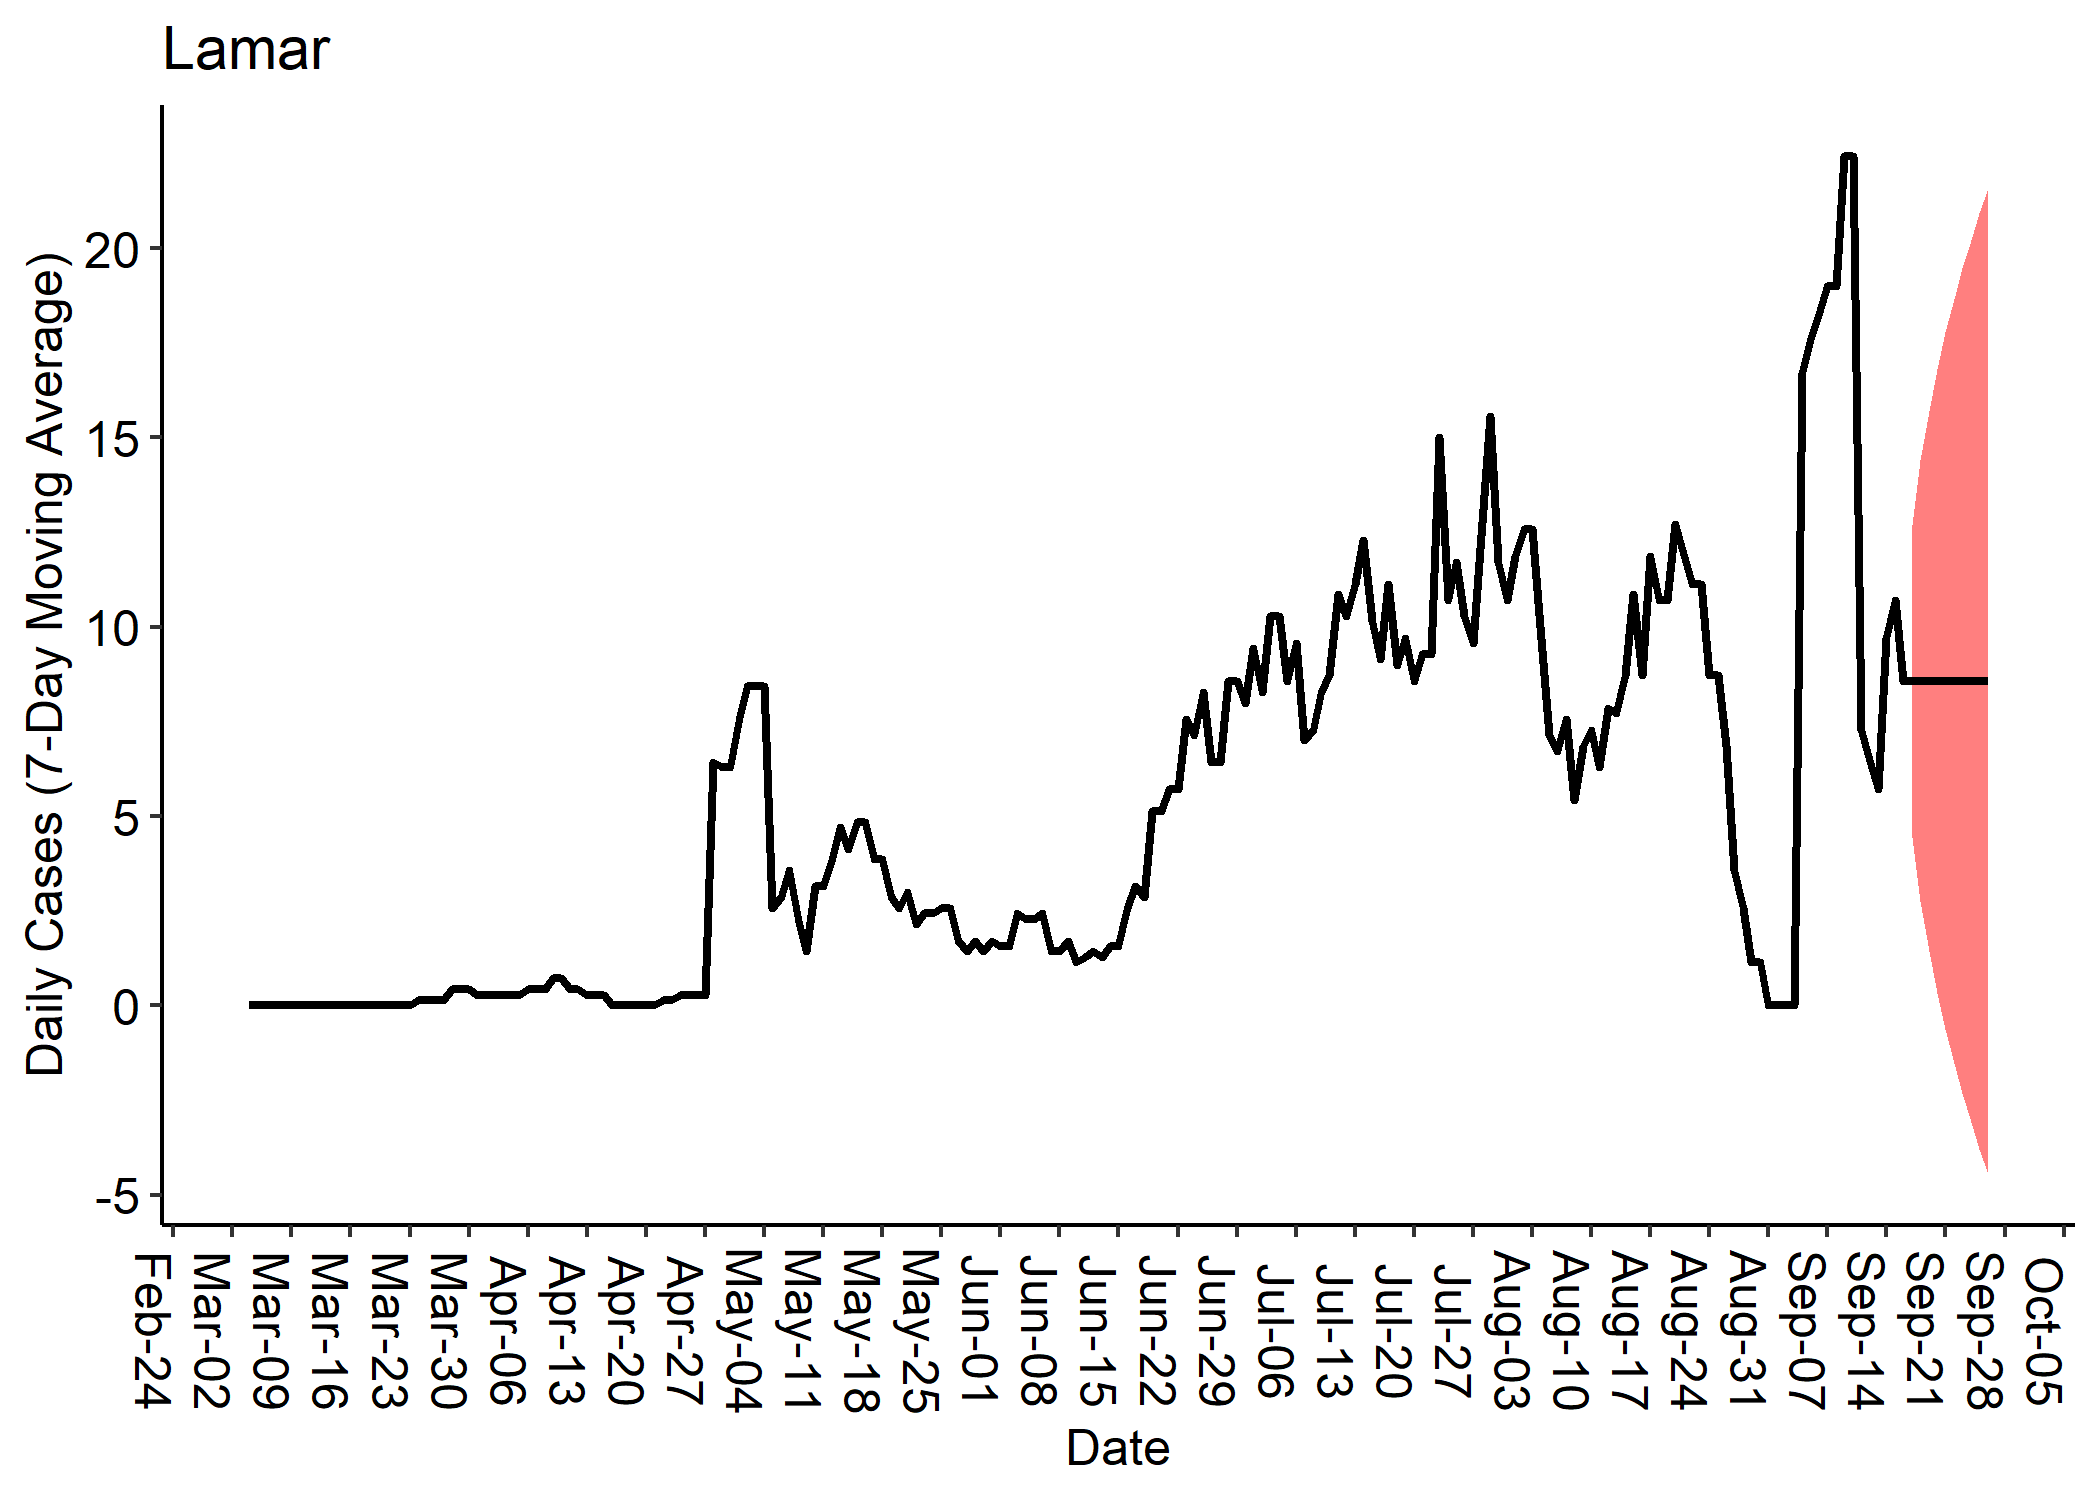 Lamar
Daily Cases (7-Day Moving Average)
20
15
10
5
0
-5
Feb-24
Mar-02
Mar-09
Mar-16
Mar-23
Mar-30
Apr-06
Apr-13
Apr-20
Apr-27
May-04
May-11
May-18
May-25
Jun-01
Jun-08
Jun-15
Jun-22
Jun-29
Jul-06
Jul-13
Jul-20
Jul-27
Aug-03
Aug-10
Aug-17
Aug-24
Aug-31
Sep-07
Sep-14
Sep-21
Sep-28
Oct-05
Date